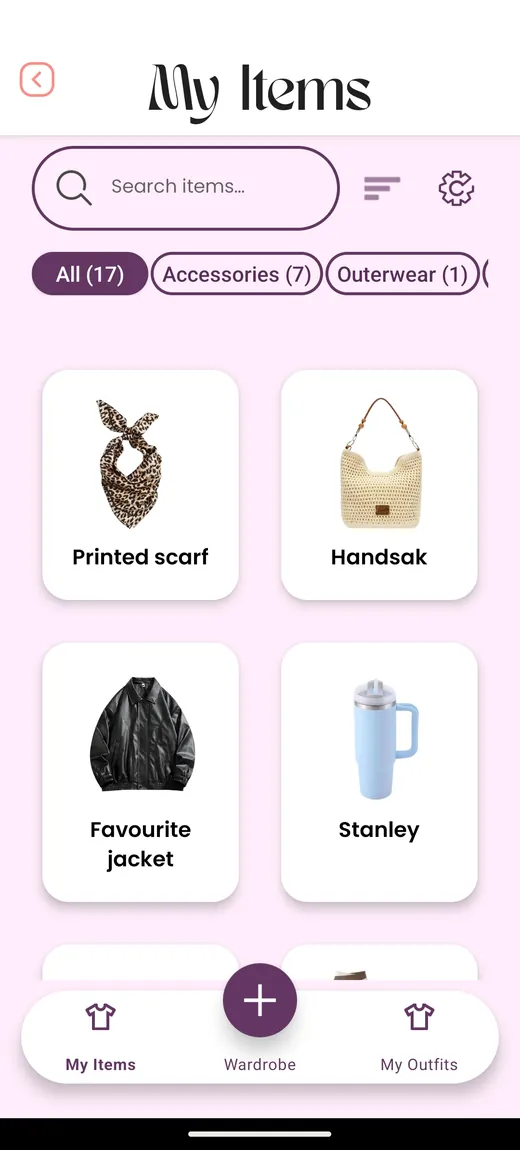 My Items
Search items...
All (17)
Accessories (7)
Outerwear (1)
Printed scarf
Handsak
Favourite
jacket
Stanley
My Items
Wardrobe
My Outfits